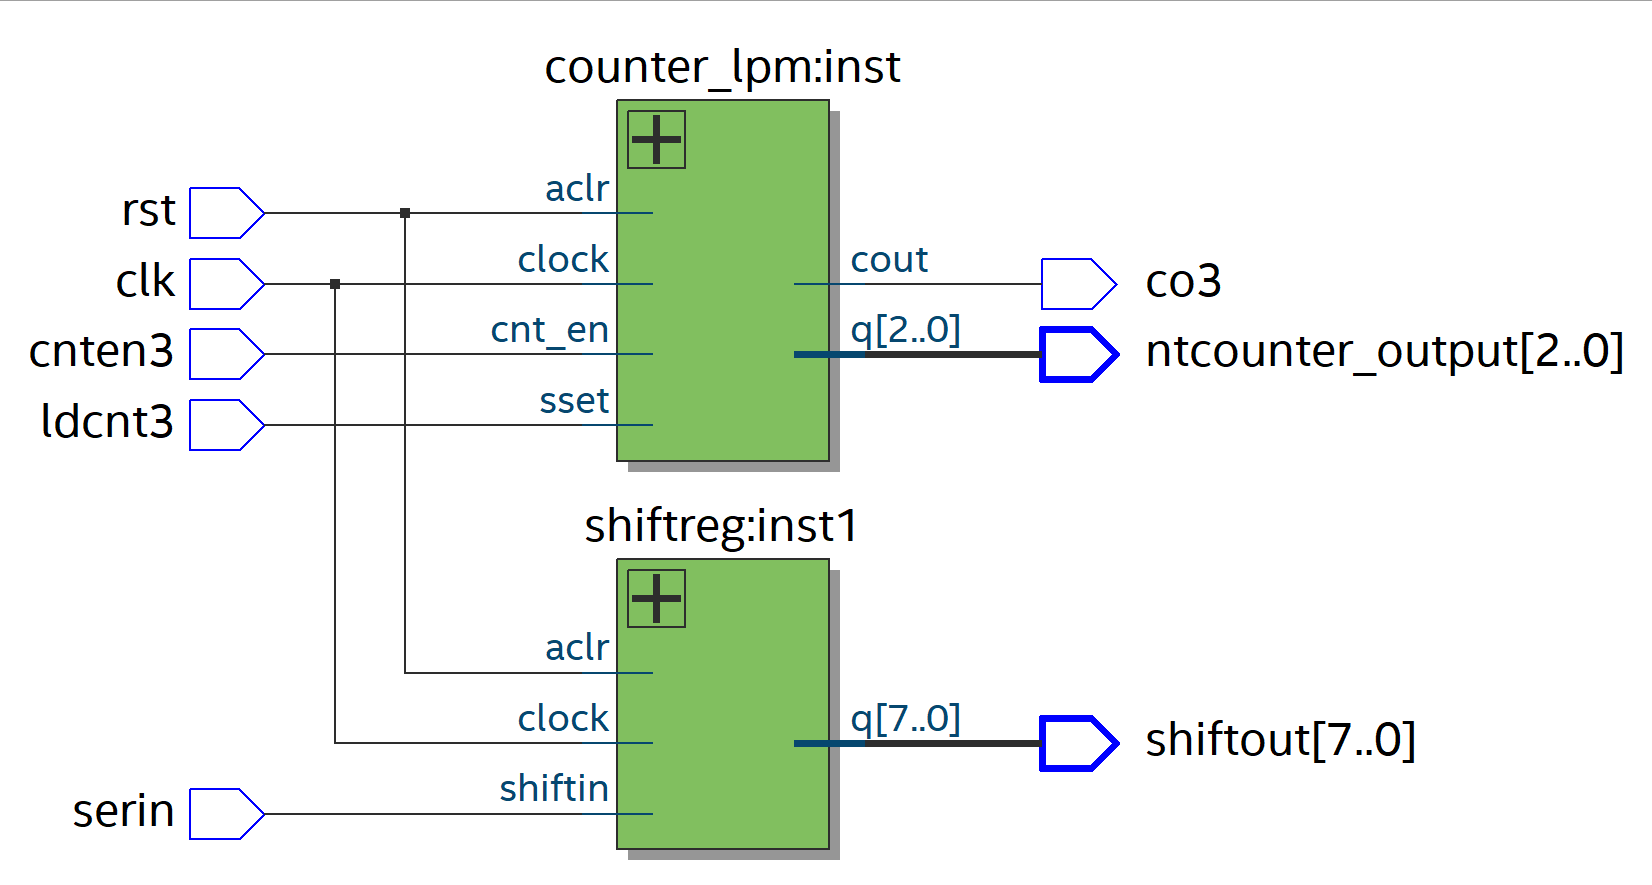 counter_lpm:inst
rst
aclr
clk
clock
cout
co3
cnten3
cnt_en
q[2..0]
ntcounter_output[2..0]
ldcnt3
sset
shiftreg:inst1
aclr
clock
q[7..0]
shiftout[7..0]
serin
shiftin